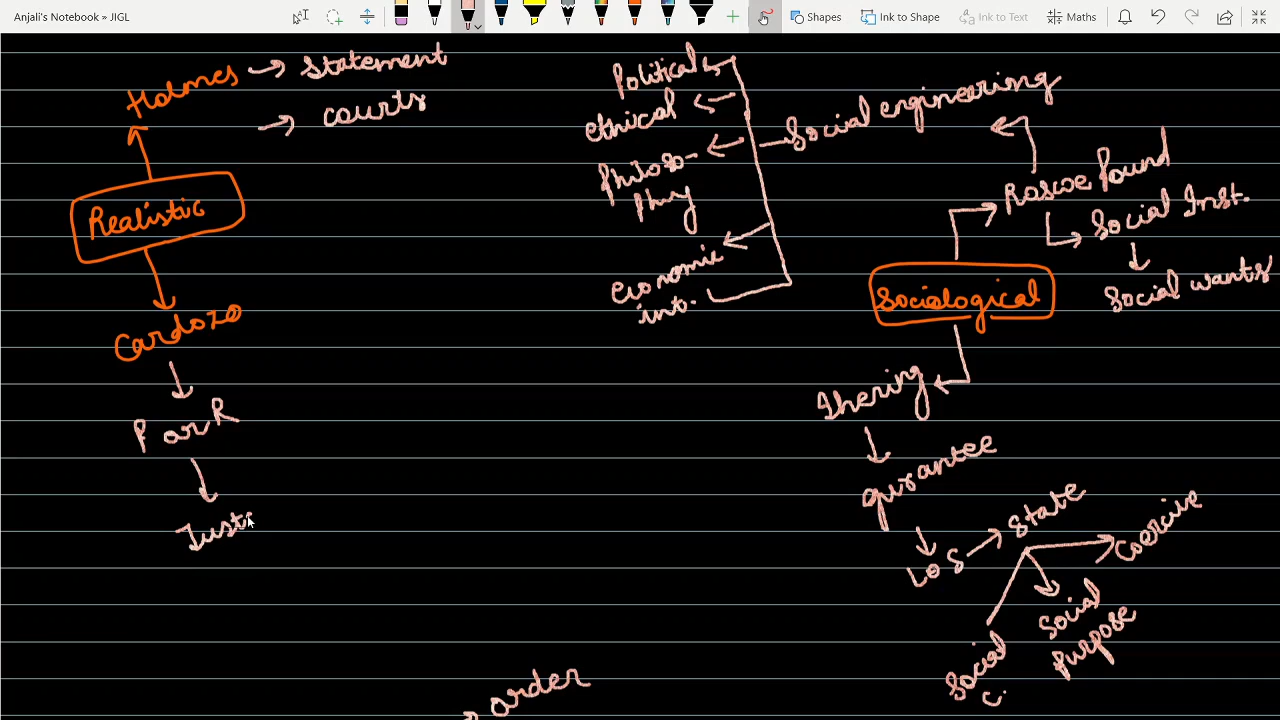 Anjali's Notebook » JIGL
Shapes
Ink to Shape
Ink to Text
Maths
Holmes → Statement
→ courts
Realistic
Cardozo
P or R
Justi
Political
ethical
Philoso-
phy
economic
int.
Social engineering
Roscoe Pound
Social Inst.
Social wants
Sociological
Ihering
gurantee
LOS → State
Coercive
Social
purpose
Social
C.
order